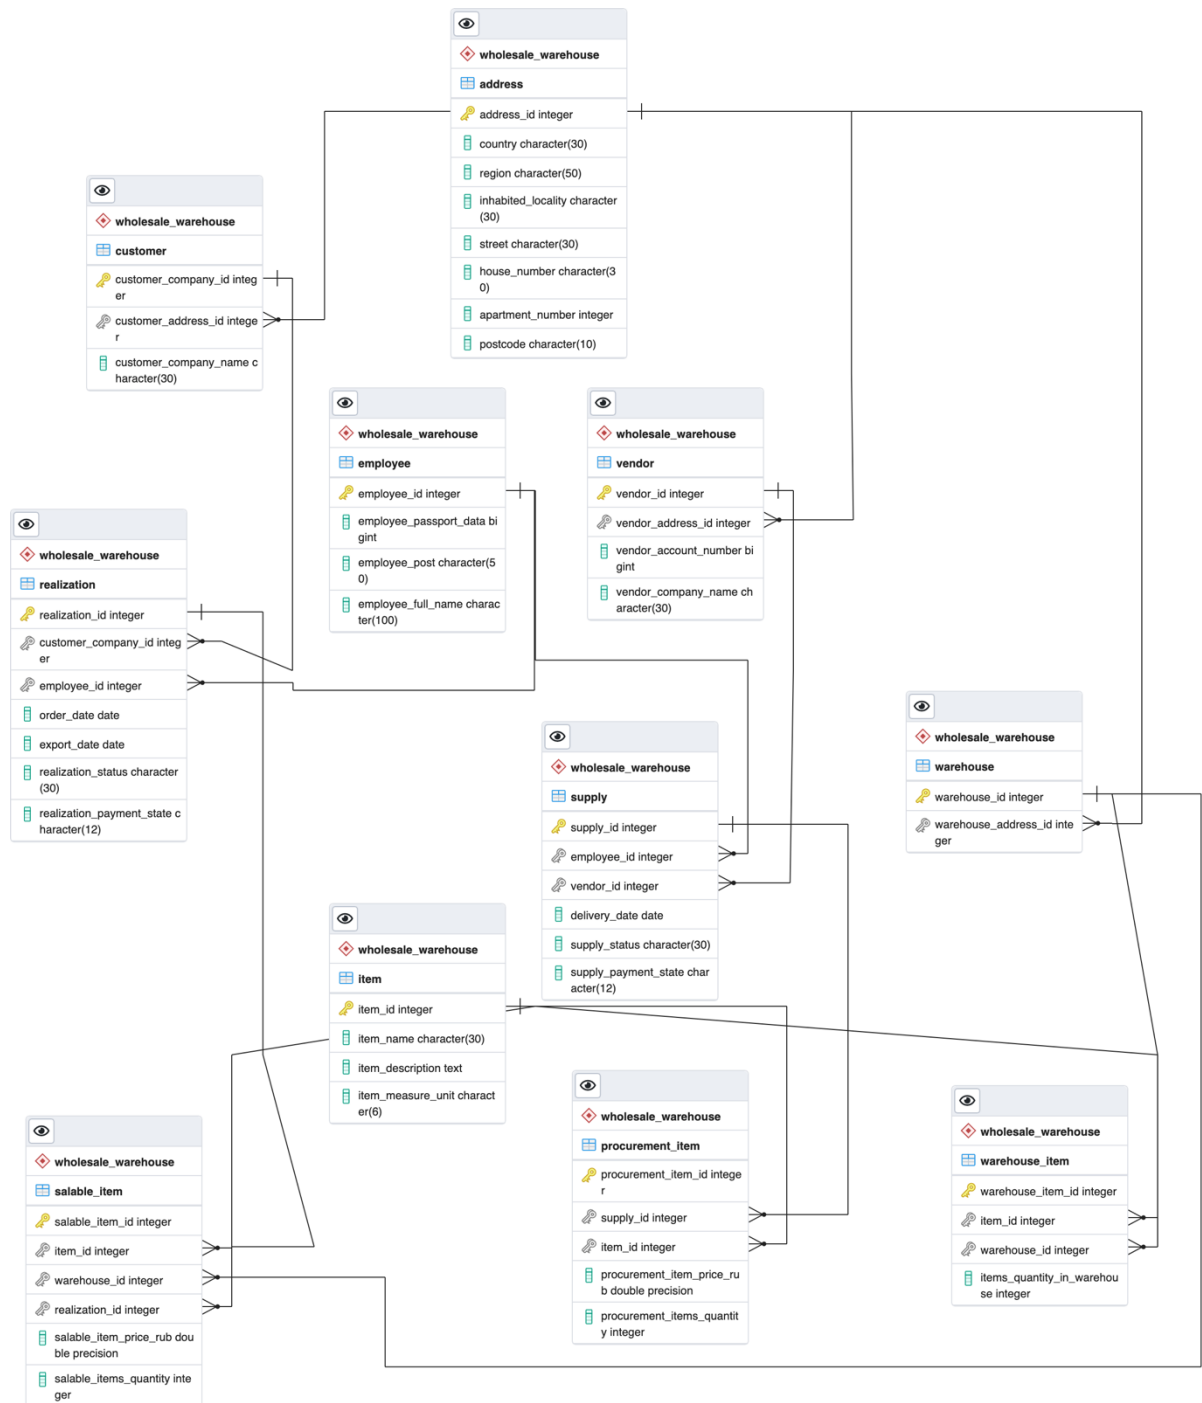 wholesale_warehouse
address
address_id integer
country character(30)
region character(50)
inhabited_locality character
(30)
street character(30)
house_number character(3
0)
apartment_number integer
postcode character(10)
wholesale_warehouse
customer
customer_company_id integ
er
customer_address_id intege
r
customer_company_name c
haracter(30)
wholesale_warehouse
employee
employee_id integer
employee_passport_data bi
gint
employee_post character(5
0)
employee_full_name charac
ter(100)
wholesale_warehouse
vendor
vendor_id integer
vendor_address_id integer
vendor_account_number bi
gint
vendor_company_name ch
aracter(30)
wholesale_warehouse
realization
realization_id integer
customer_company_id integ
er
employee_id integer
order_date date
export_date date
realization_status character
(30)
realization_payment_state c
haracter(12)
wholesale_warehouse
supply
supply_id integer
employee_id integer
vendor_id integer
delivery_date date
supply_status character(30)
supply_payment_state char
acter(12)
wholesale_warehouse
warehouse
warehouse_id integer
warehouse_address_id inte
ger
wholesale_warehouse
item
item_id integer
item_name character(30)
item_description text
item_measure_unit charact
er(6)
wholesale_warehouse
procurement_item
procurement_item_id intege
r
supply_id integer
item_id integer
procurement_item_price_ru
b double precision
procurement_items_quantit
y integer
wholesale_warehouse
warehouse_item
warehouse_item_id integer
item_id integer
warehouse_id integer
items_quantity_in_warehou
se integer
wholesale_warehouse
salable_item
salable_item_id integer
item_id integer
warehouse_id integer
realization_id integer
salable_item_price_rub dou
ble precision
salable_items_quantity inte
ger